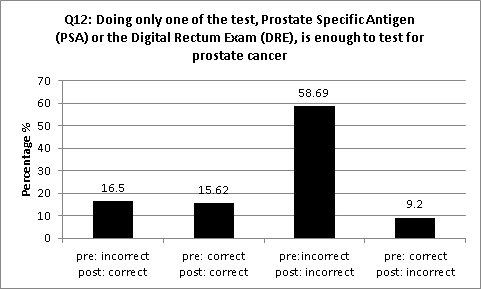 Q12: Doing only one of the test, Prostate Specific Antigen
(PSA) or the Digital Rectum Exam (DRE), is enough to test for
prostate cancer
Percentage %
70
60
50
40
30
20
10
0
16.5
15.62
58.69
9.2
pre: incorrect
post: correct
pre: correct
post: correct
pre:incorrect
post: incorrect
pre: correct
post: incorrect